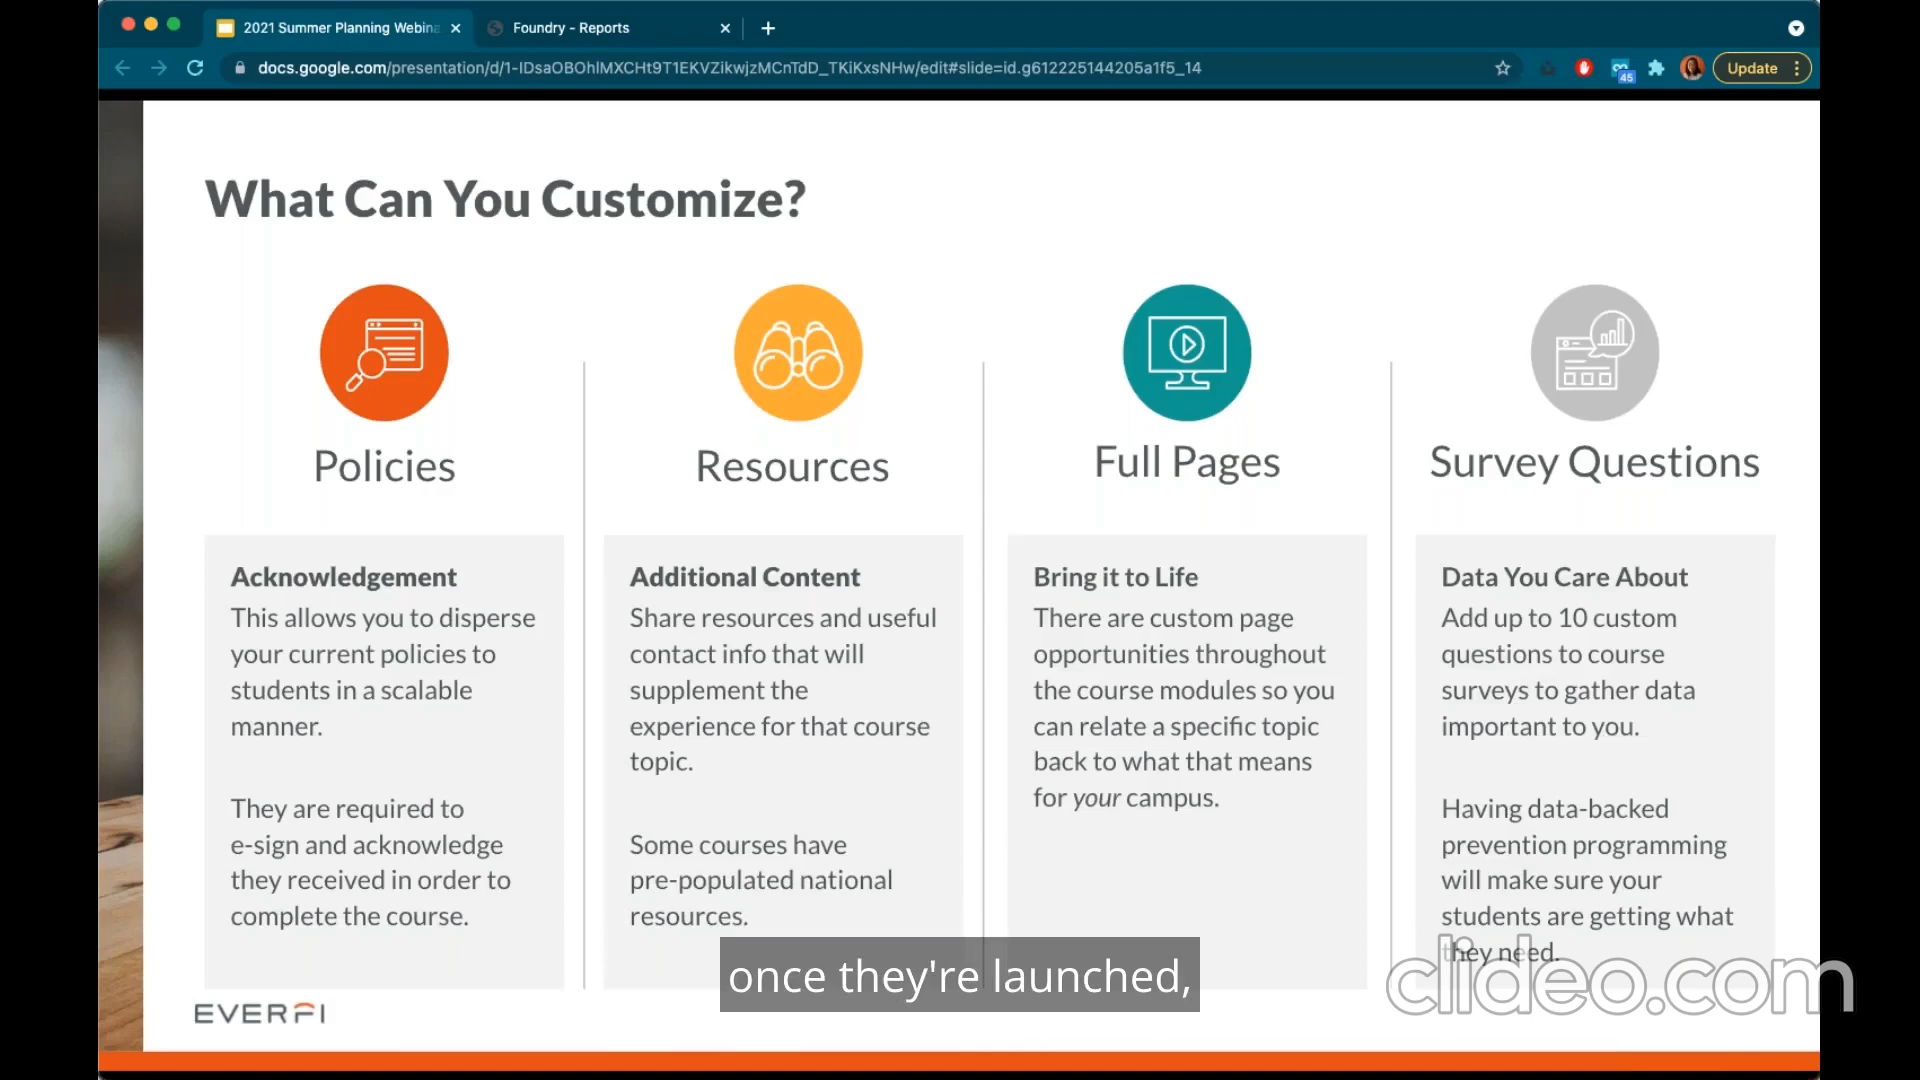 2021 Summer Planning Webina
Foundry - Reports
docs.google.com/presentation/d/1-IDsaOBOhlMXCHt9T1EKVZikwjzMCnTdD_TKiKxsNHw/edit#slide=id.g612225144205a1f5_14
45
Update
What Can You Customize?
Policies
Acknowledgement
This allows you to disperse
your current policies to
students in a scalable
manner.
They are required to
e-sign and acknowledge
they received in order to
complete the course.
Resources
Additional Content
Share resources and useful
contact info that will
supplement the
experience for that course
topic.
Some courses have
pre-populated national
resources.
Full Pages
Bring it to Life
There are custom page
opportunities throughout
the course modules so you
can relate a specific topic
back to what that means
for your campus.
Survey Questions
Data You Care About
Add up to 10 custom
questions to course
surveys to gather data
important to you.
Having data-backed
prevention programming
will make sure your
students are getting what
they need.
once they're launched,
clideo.com
EVERFI